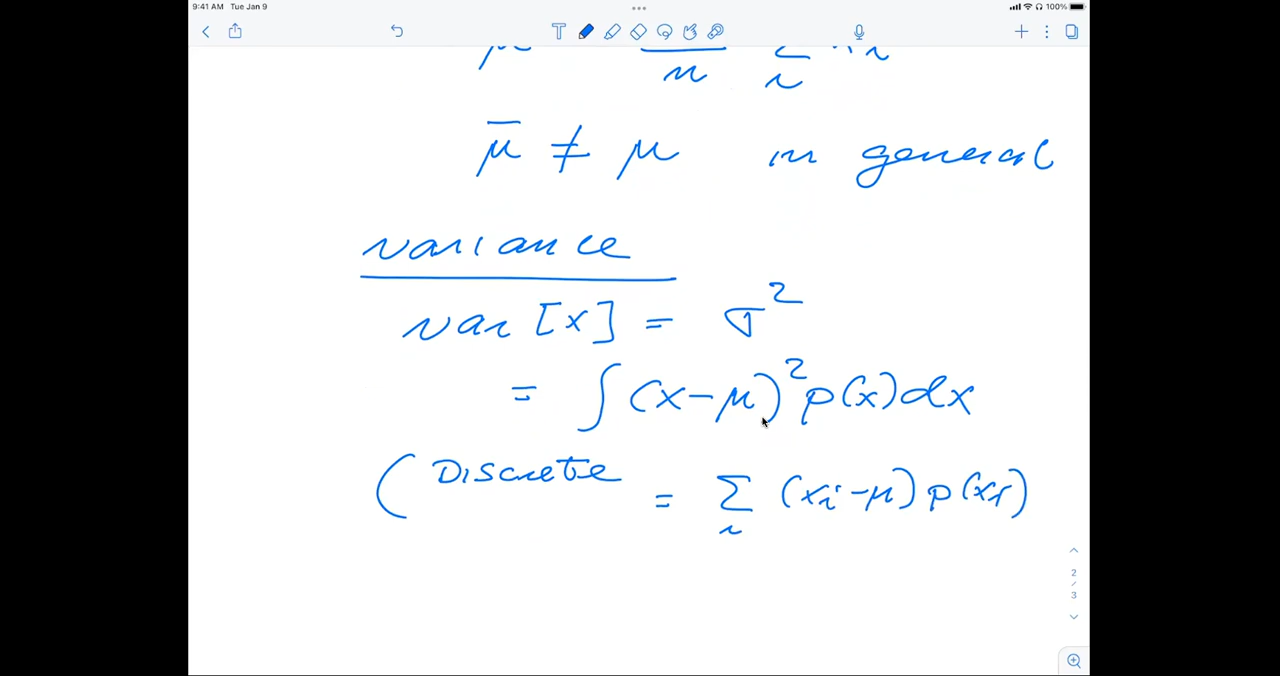 9:41 AM Tue Jan 9
100%
T
μ n Σ i
μ̄ ≠ μ in general
variance
var [x] = σ²
= ∫ (x-μ)² p(x) dx
( Discrete = Σ i (xi-μ) p(xi)
2
/
3